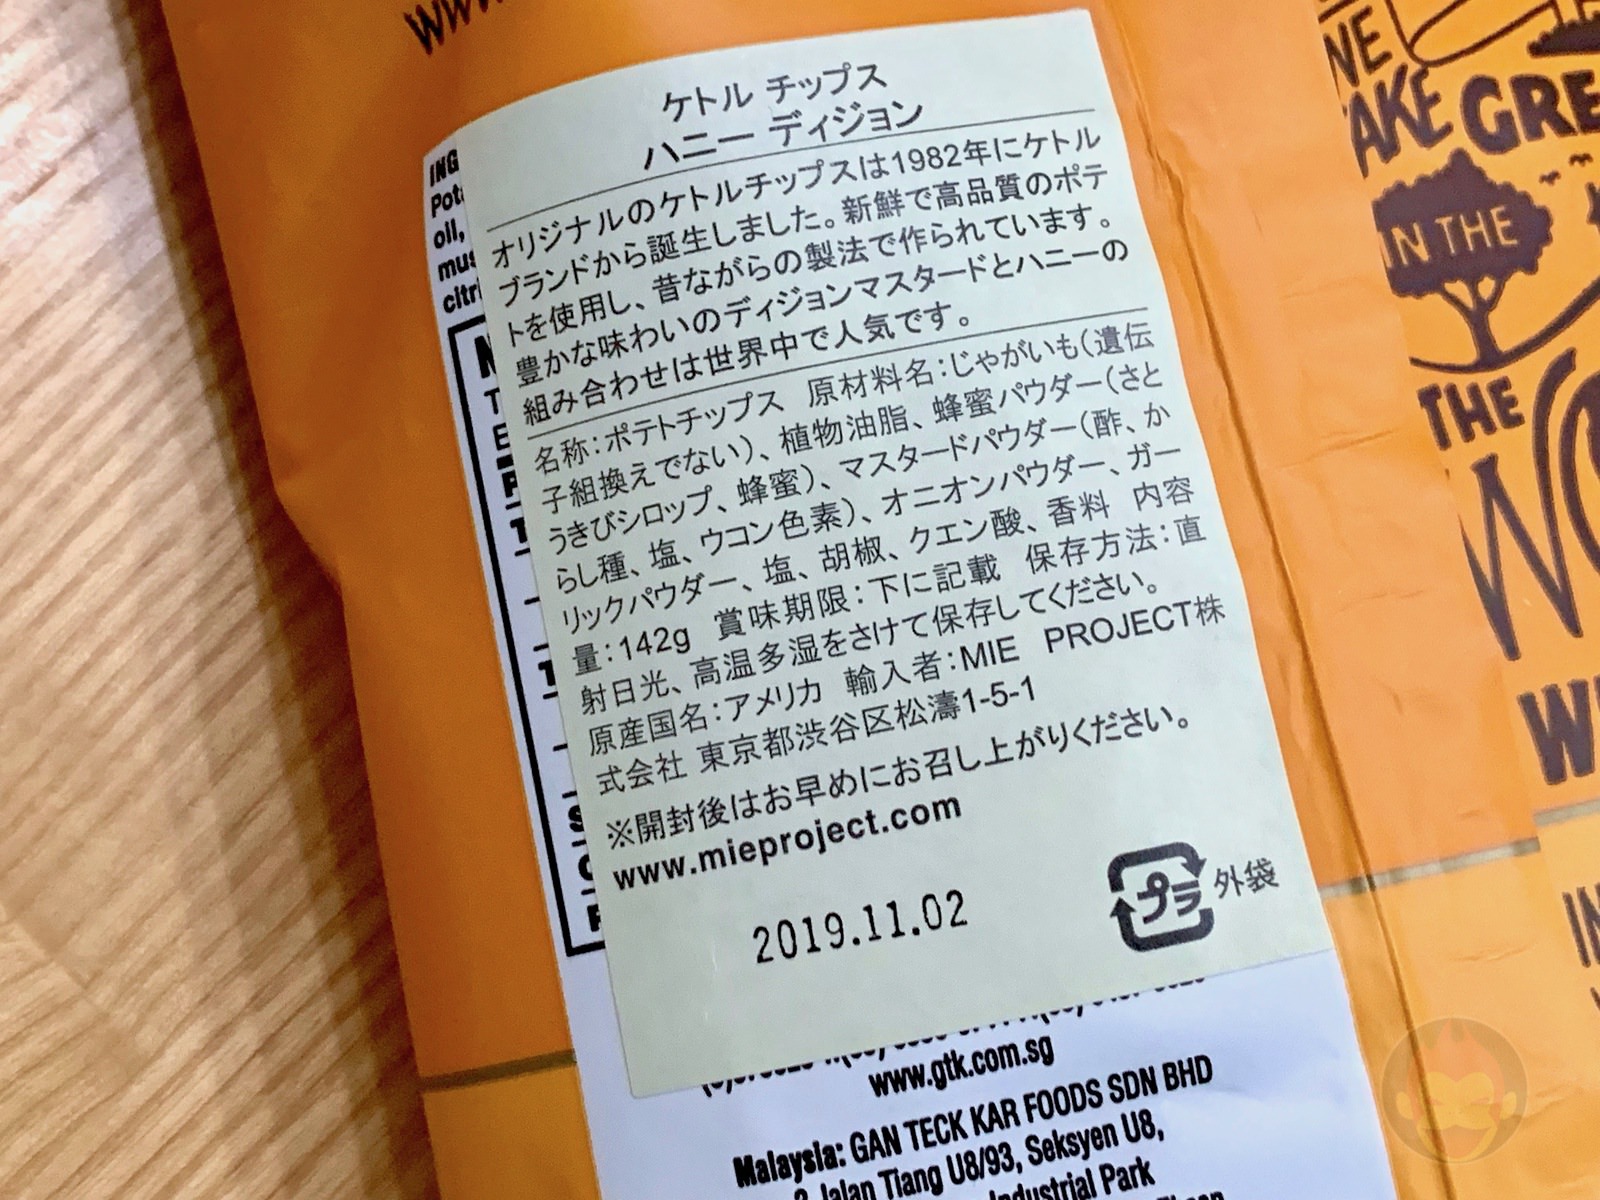 ケトル チップス
ハニー ディジョン
オリジナルのケトルチップスは1982年にケトル
ブランドから誕生しました。新鮮で高品質のポテ
トを使用し、昔ながらの製法で作られています。
豊かな味わいのディジョンマスタードとハニーの
組み合わせは世界中で人気です。
名称：ポテトチップス 原材料名：じゃがいも（遺伝
子組換えでない）、植物油脂、蜂蜜パウダー（さと
うきびシロップ、蜂蜜）、マスタードパウダー（酢、か
らし種、塩、ウコン色素）、オニオンパウダー、ガー
リックパウダー、塩、胡椒、クエン酸、香料 内容
量：142g 賞味期限：下に記載 保存方法：直
射日光、高温多湿をさけて保存してください。
原産国名：アメリカ 輸入者：MIE PROJECT株
式会社 東京都渋谷区松濤1-5-1
※開封後はお早めにお召し上がりください。
www.mieproject.com
2019.11.02
プラ 外袋
ING
oil,
www.gtk.com.sg
Malaysia: GAN TECK KAR FOODS SDN BHD
Jalan Tiang U8/93, Seksyen U8,
Industrial Park
IN THE
THE